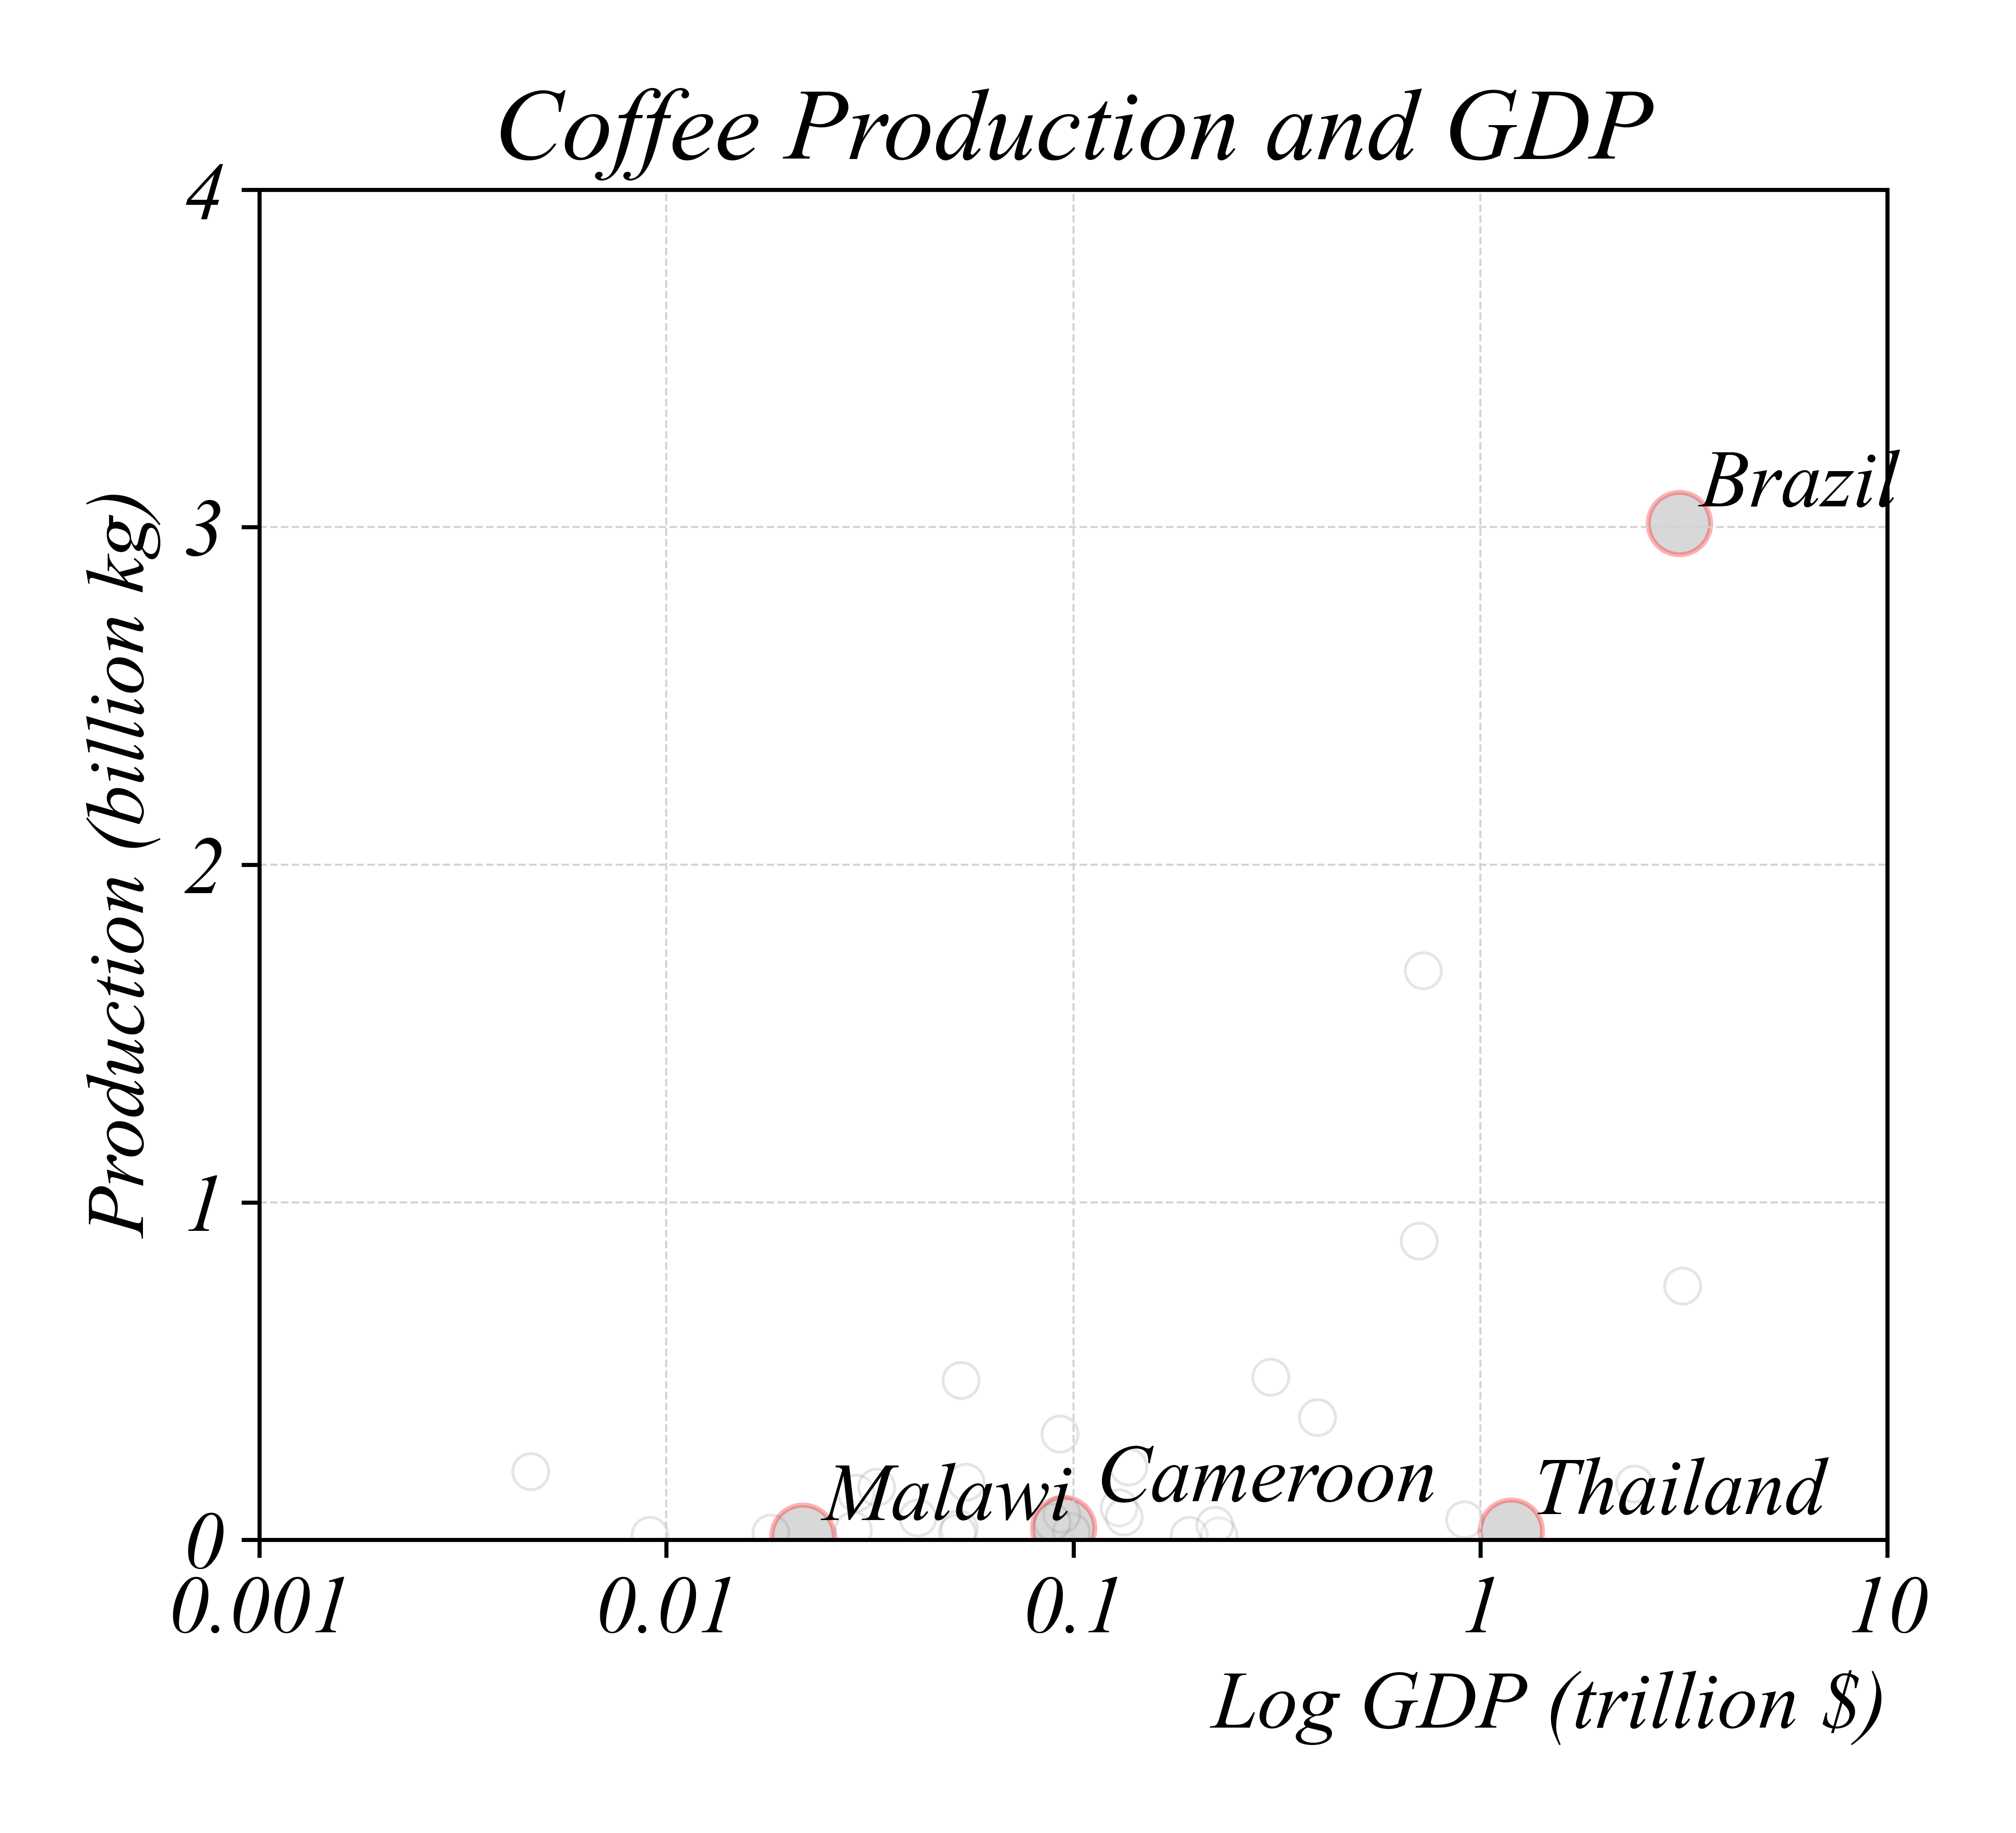 Coffee Production and GDP
4
3
2
1
0
Production (billion kg)
Brazil
Malawi
Cameroon
Thailand
0.001 0.01 0.1 1 10
Log GDP (trillion $)